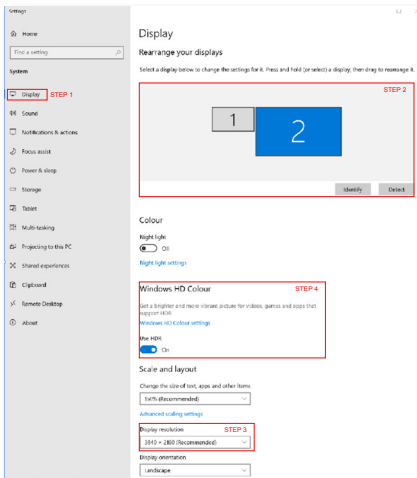 Settings
Home
Find a setting
System
Display STEP 1
Sound
Notifications & actions
Focus assist
Power & sleep
Storage
Tablet
Multi-tasking
Projecting to this PC
Shared experiences
Clipboard
Remote Desktop
About
Display
Rearrange your displays
Select a display below to change the settings for it. Press and hold (or select) a display, then drag to rearrange it.
STEP 2
1 2
Identify Detect
Colour
Night light
Off
Night light settings
Windows HD Colour STEP 4
Get a brighter and more vibrant picture for videos, games and apps that
support HDR.
Windows HD Colour settings
Use HDR
On
Scale and layout
Change the size of text, apps and other items
Advanced scaling settings
Display resolution STEP 3
3840 × 2160 (Recommended)
Display orientation
Landscape